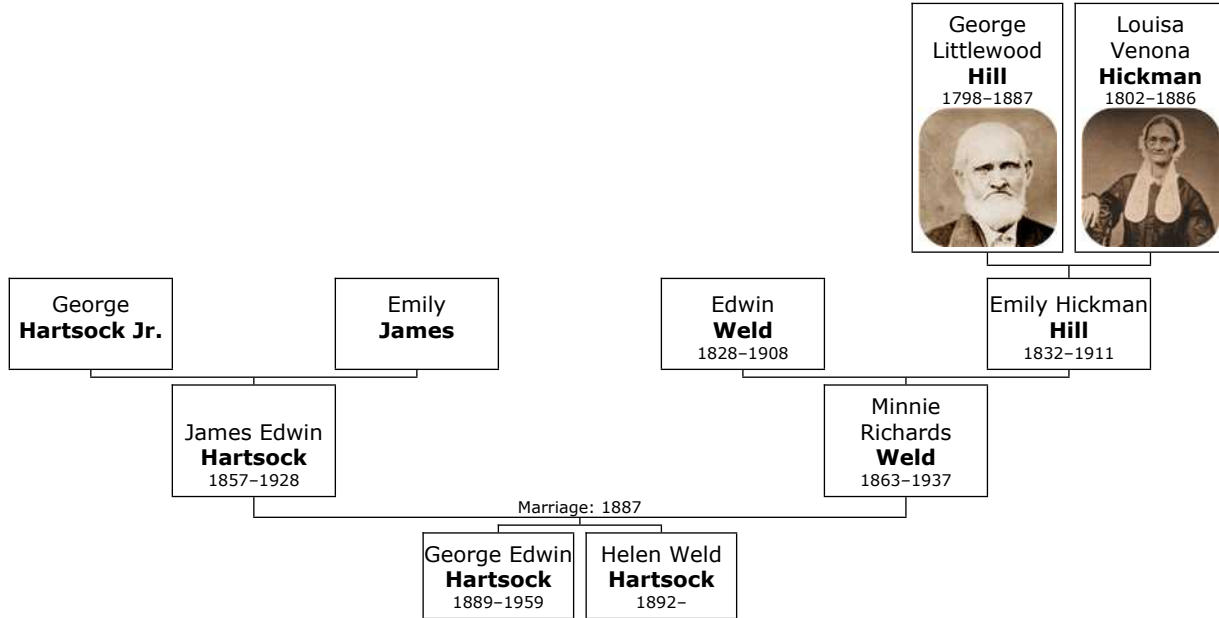 George
Littlewood
Hill
1798–1887
Louisa
Venona
Hickman
1802–1886
George
Hartsock Jr.
Emily
James
Edwin
Weld
1828–1908
Emily Hickman
Hill
1832–1911
James Edwin
Hartsock
1857–1928
Minnie
Richards
Weld
1863–1937
Marriage: 1887
George Edwin
Hartsock
1889–1959
Helen Weld
Hartsock
1892–